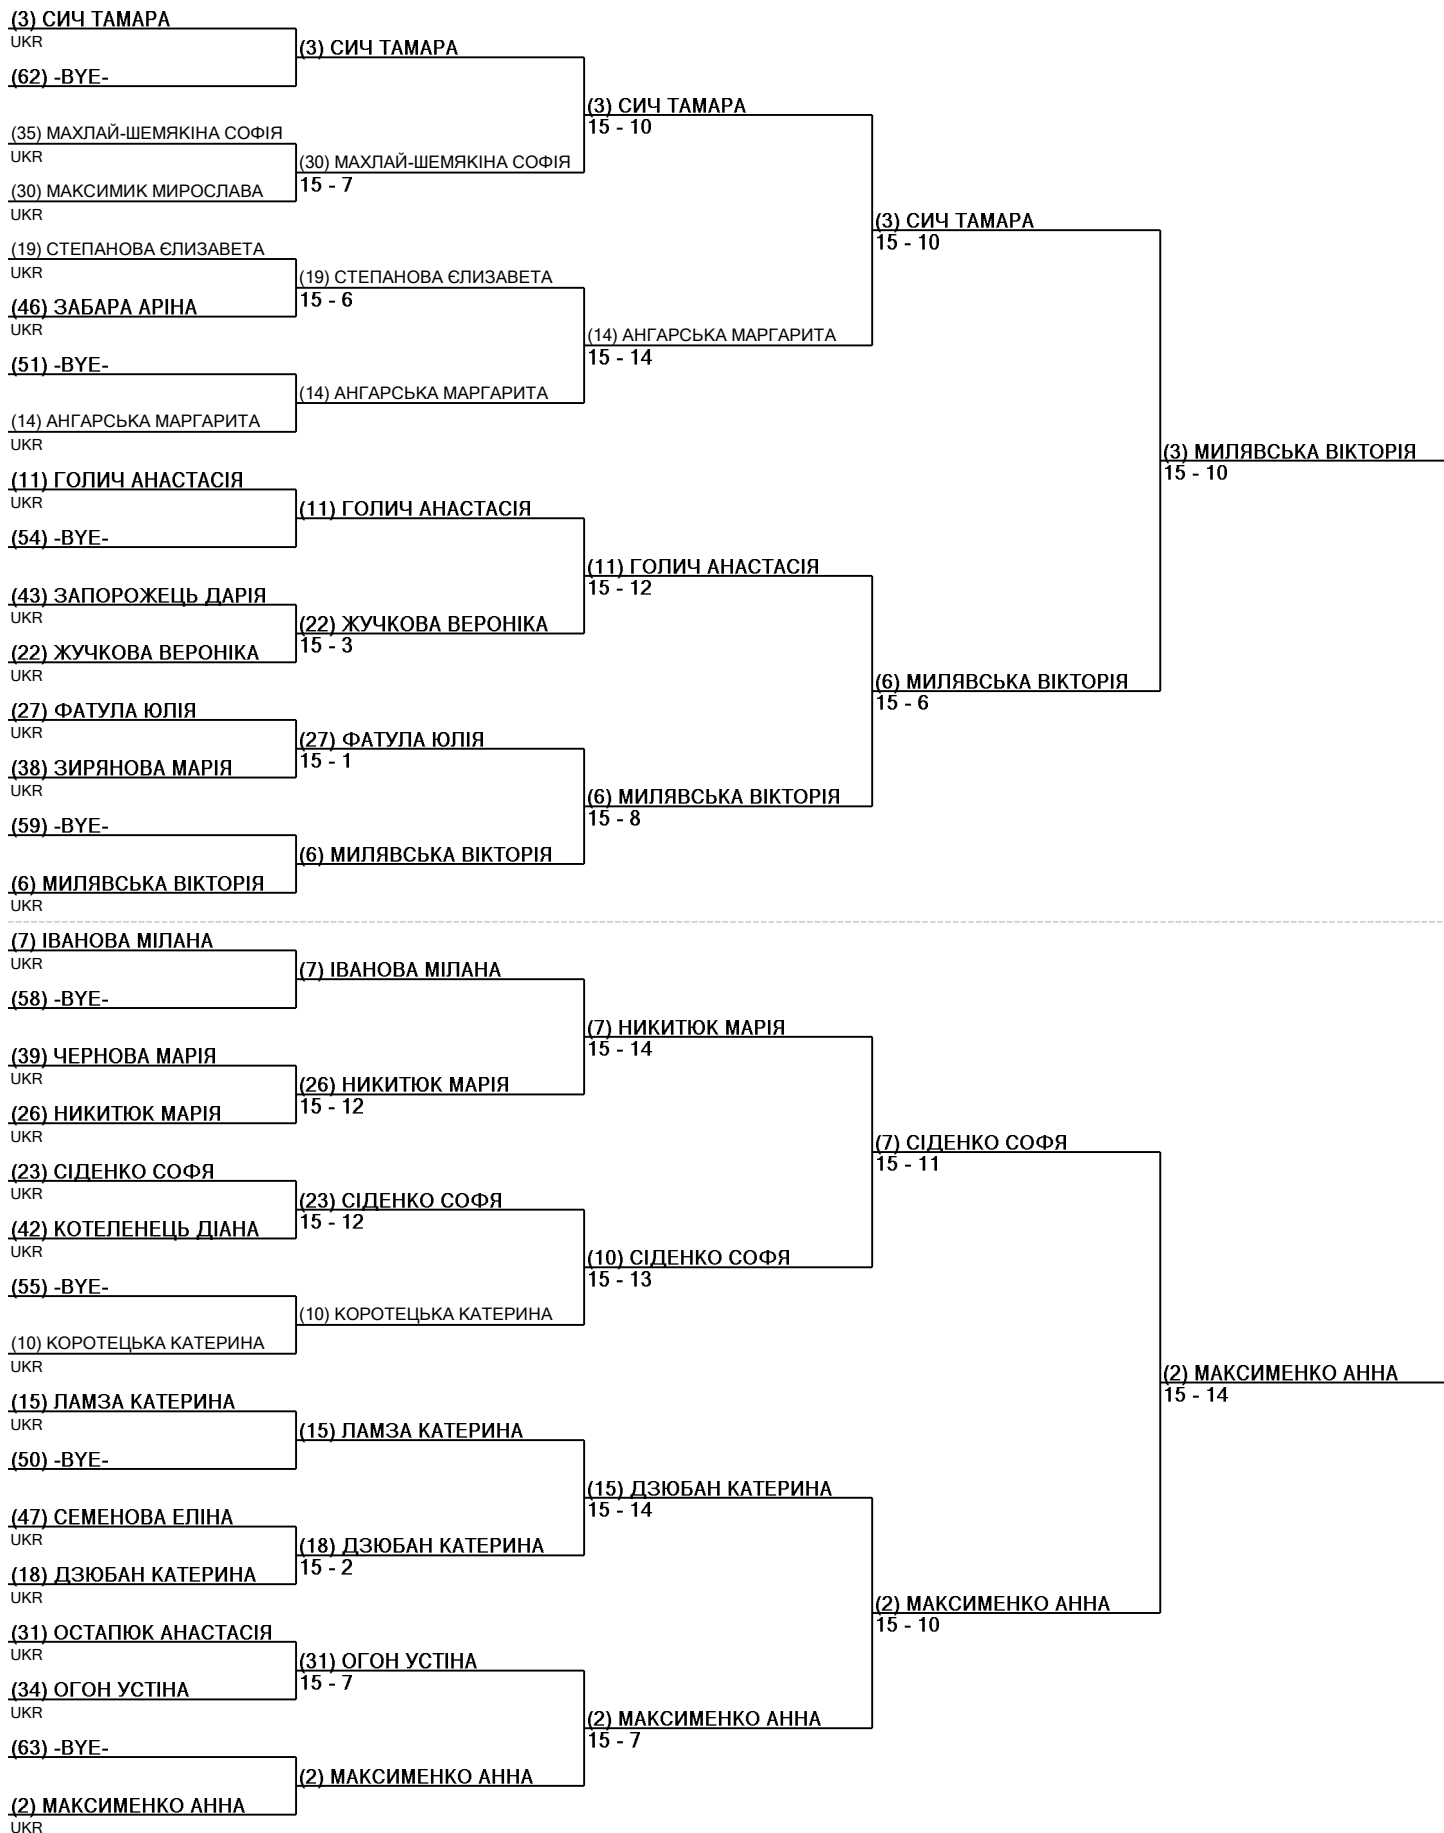 (3) СИЧ ТАМАРА
UKR
(62) -BYE-
(35) МАХЛАЙ-ШЕМЯКІНА СОФІЯ
UKR
(30) МАКСИМИК МИРОСЛАВА
UKR
(19) СТЕПАНОВА ЄЛИЗАВЕТА
UKR
(46) ЗАБАРА АРІНА
UKR
(51) -BYE-
(14) АНГАРСЬКА МАРГАРИТА
UKR
(11) ГОЛИЧ АНАСТАСІЯ
UKR
(54) -BYE-
(43) ЗАПОРОЖЕЦЬ ДАРІЯ
UKR
(22) ЖУЧКОВА ВЕРОНІКА
UKR
(27) ФАТУЛА ЮЛІЯ
UKR
(38) ЗИРЯНОВА МАРІЯ
UKR
(59) -BYE-
(6) МИЛЯВСЬКА ВІКТОРІЯ
UKR
(7) ІВАНОВА МІЛАНА
UKR
(58) -BYE-
(39) ЧЕРНОВА МАРІЯ
UKR
(26) НИКИТЮК МАРІЯ
UKR
(23) СІДЕНКО СОФЯ
UKR
(42) КОТЕЛЕНЕЦЬ ДІАНА
UKR
(55) -BYE-
(10) КОРОТЕЦЬКА КАТЕРИНА
UKR
(15) ЛАМЗА КАТЕРИНА
UKR
(50) -BYE-
(47) СЕМЕНОВА ЕЛІНА
UKR
(18) ДЗЮБАН КАТЕРИНА
UKR
(31) ОСТАПЮК АНАСТАСІЯ
UKR
(34) ОГОН УСТІНА
UKR
(63) -BYE-
(2) МАКСИМЕНКО АННА
UKR
(3) СИЧ ТАМАРА
(30) МАХЛАЙ-ШЕМЯКІНА СОФІЯ
15 - 7
(19) СТЕПАНОВА ЄЛИЗАВЕТА
15 - 6
(14) АНГАРСЬКА МАРГАРИТА
(11) ГОЛИЧ АНАСТАСІЯ
(22) ЖУЧКОВА ВЕРОНІКА
15 - 3
(27) ФАТУЛА ЮЛІЯ
15 - 1
(6) МИЛЯВСЬКА ВІКТОРІЯ
(7) ІВАНОВА МІЛАНА
(26) НИКИТЮК МАРІЯ
15 - 12
(23) СІДЕНКО СОФЯ
15 - 12
(10) КОРОТЕЦЬКА КАТЕРИНА
(15) ЛАМЗА КАТЕРИНА
(18) ДЗЮБАН КАТЕРИНА
15 - 2
(31) ОГОН УСТІНА
15 - 7
(2) МАКСИМЕНКО АННА
(3) СИЧ ТАМАРА
15 - 10
(14) АНГАРСЬКА МАРГАРИТА
15 - 14
(11) ГОЛИЧ АНАСТАСІЯ
15 - 12
(6) МИЛЯВСЬКА ВІКТОРІЯ
15 - 8
(7) НИКИТЮК МАРІЯ
15 - 14
(10) СІДЕНКО СОФЯ
15 - 13
(15) ДЗЮБАН КАТЕРИНА
15 - 14
(2) МАКСИМЕНКО АННА
15 - 7
(3) СИЧ ТАМАРА
15 - 10
(6) МИЛЯВСЬКА ВІКТОРІЯ
15 - 6
(7) СІДЕНКО СОФЯ
15 - 11
(2) МАКСИМЕНКО АННА
15 - 10
(3) МИЛЯВСЬКА ВІКТОРІЯ
15 - 10
(2) МАКСИМЕНКО АННА
15 - 14